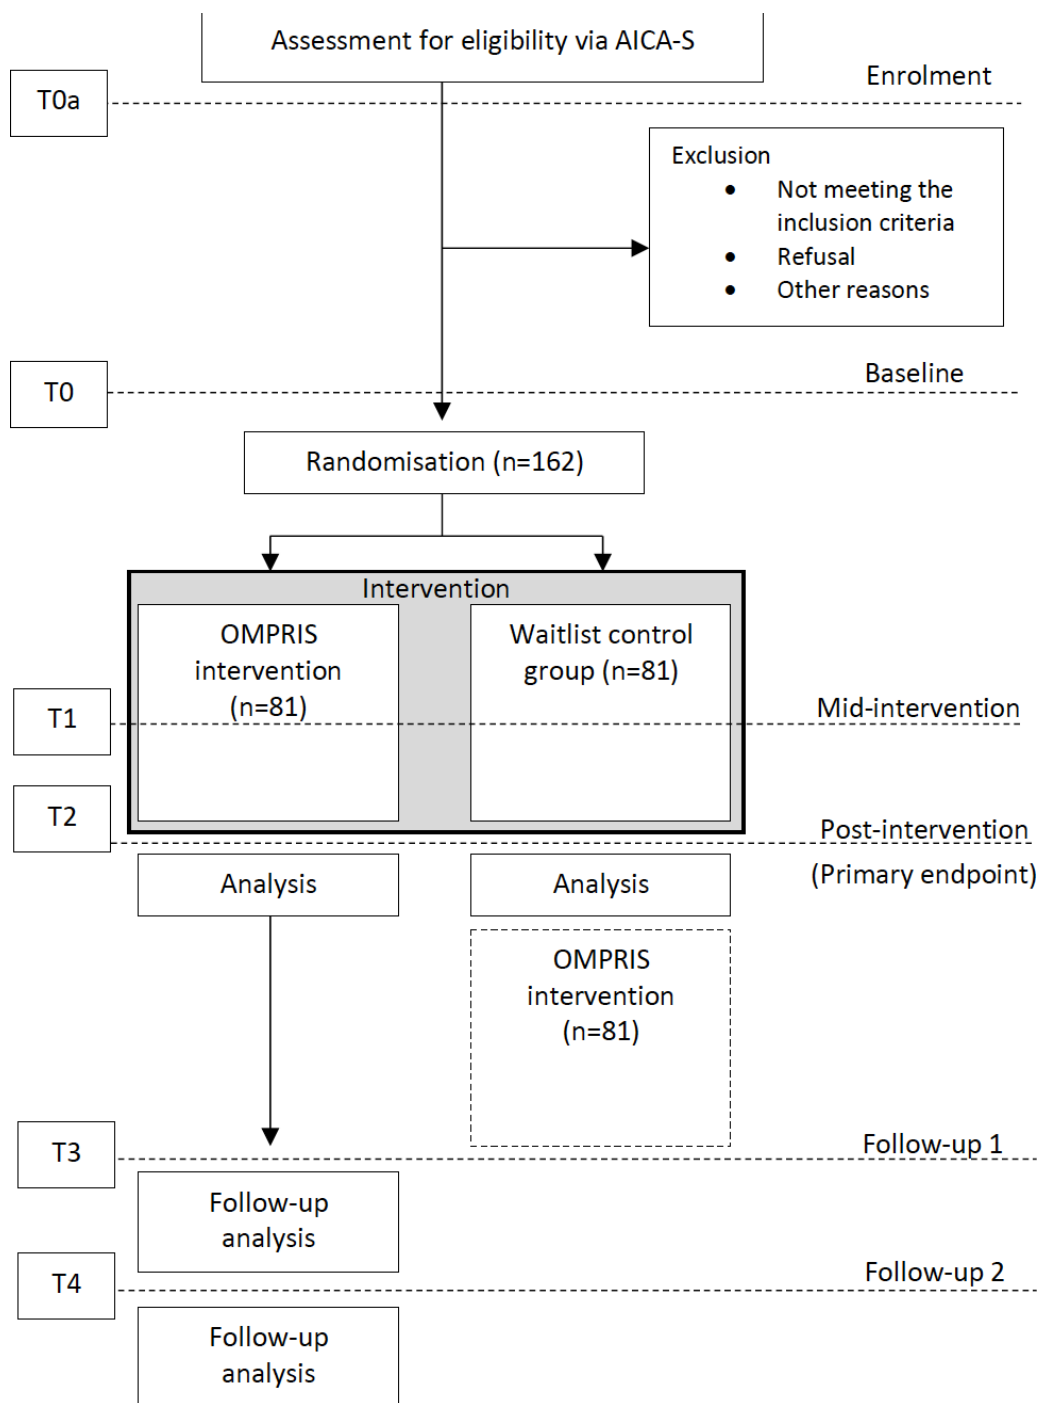 Assessment for eligibility via AICA-S
Enrolment
T0a
Exclusion
• Not meeting the
inclusion criteria
• Refusal
• Other reasons
Baseline
T0
Randomisation (n=162)
Intervention
OMPRIS
intervention
(n=81)
Waitlist control
group (n=81)
T1
Mid-intervention
T2
Post-intervention
(Primary endpoint)
Analysis
Analysis
OMPRIS
intervention
(n=81)
T3
Follow-up 1
Follow-up
analysis
T4
Follow-up 2
Follow-up
analysis